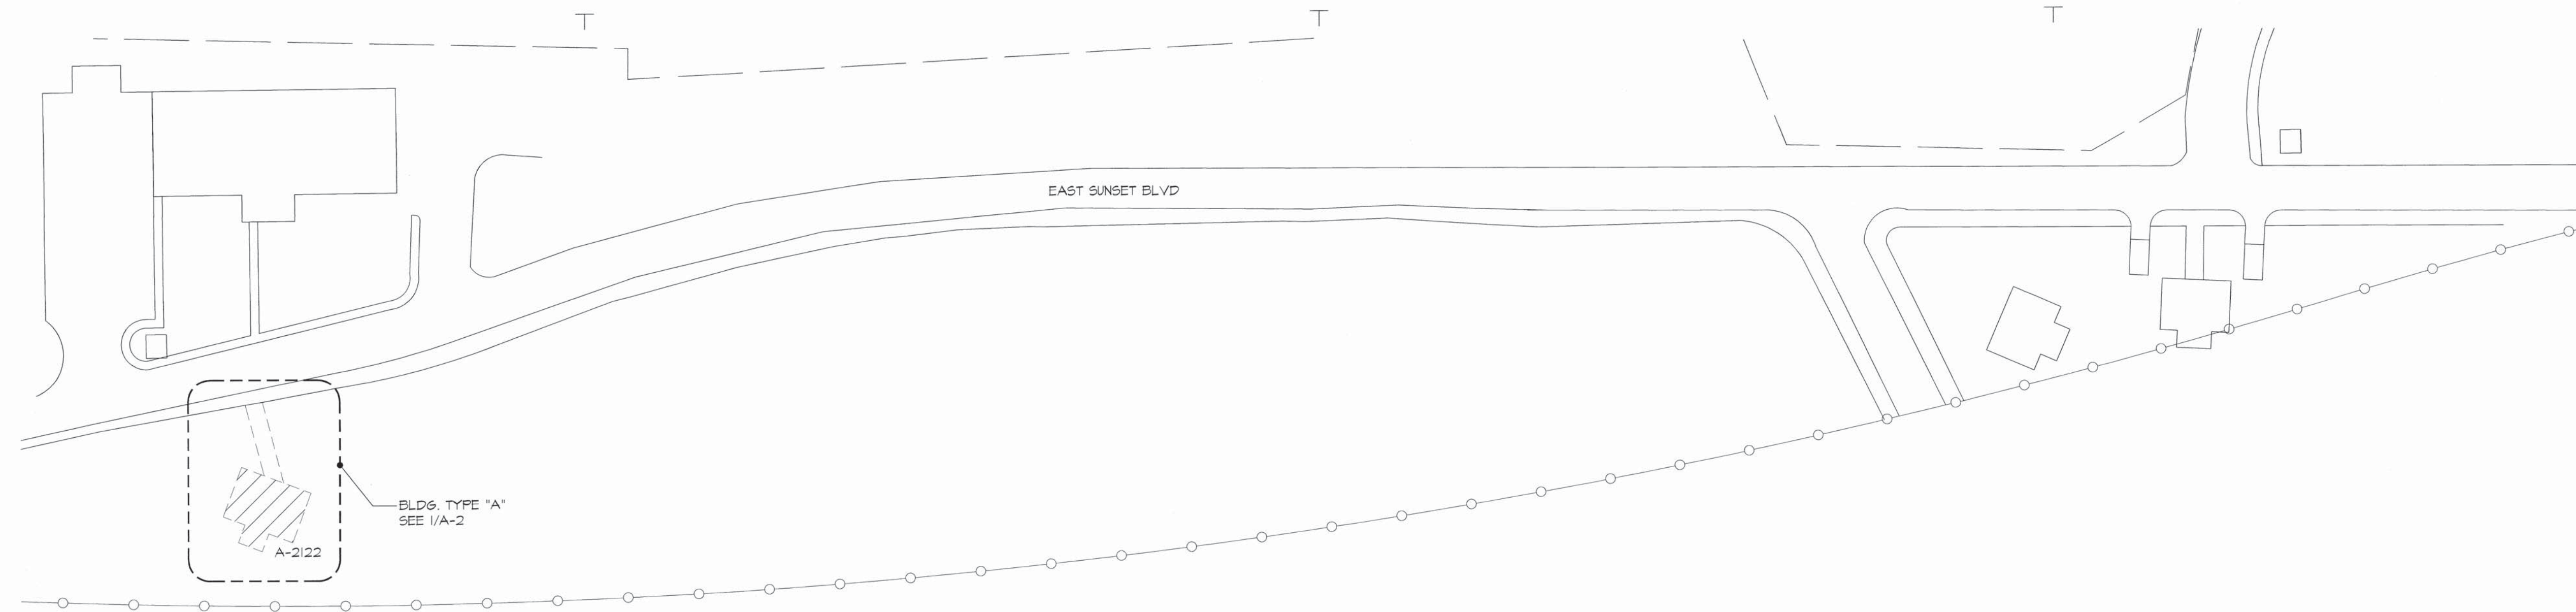 EAST SUNSET BLVD
BLDG. TYPE "A"
SEE 1/A-2
A-2122